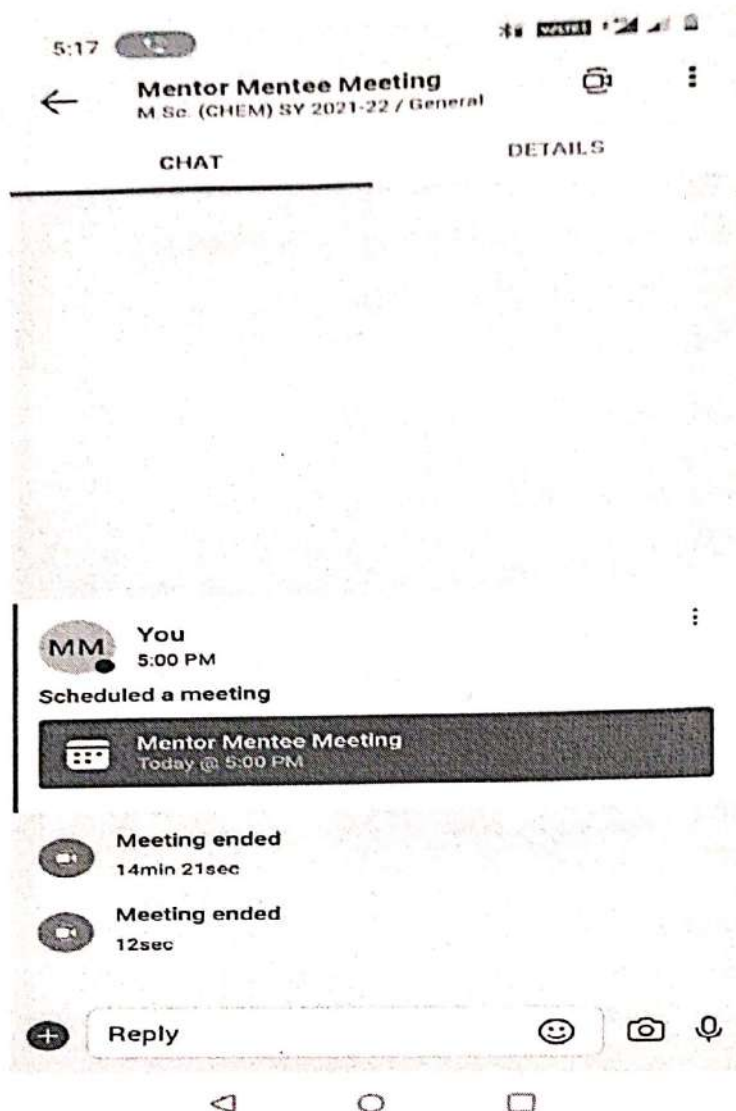 5:17
Mentor Mentee Meeting
M Sc. (CHEM) SY 2021-22 / General
CHAT
DETAILS
MM
You
5:00 PM
Scheduled a meeting
Mentor Mentee Meeting
Today @ 5:00 PM
Meeting ended
14min 21sec
Meeting ended
12sec
Reply